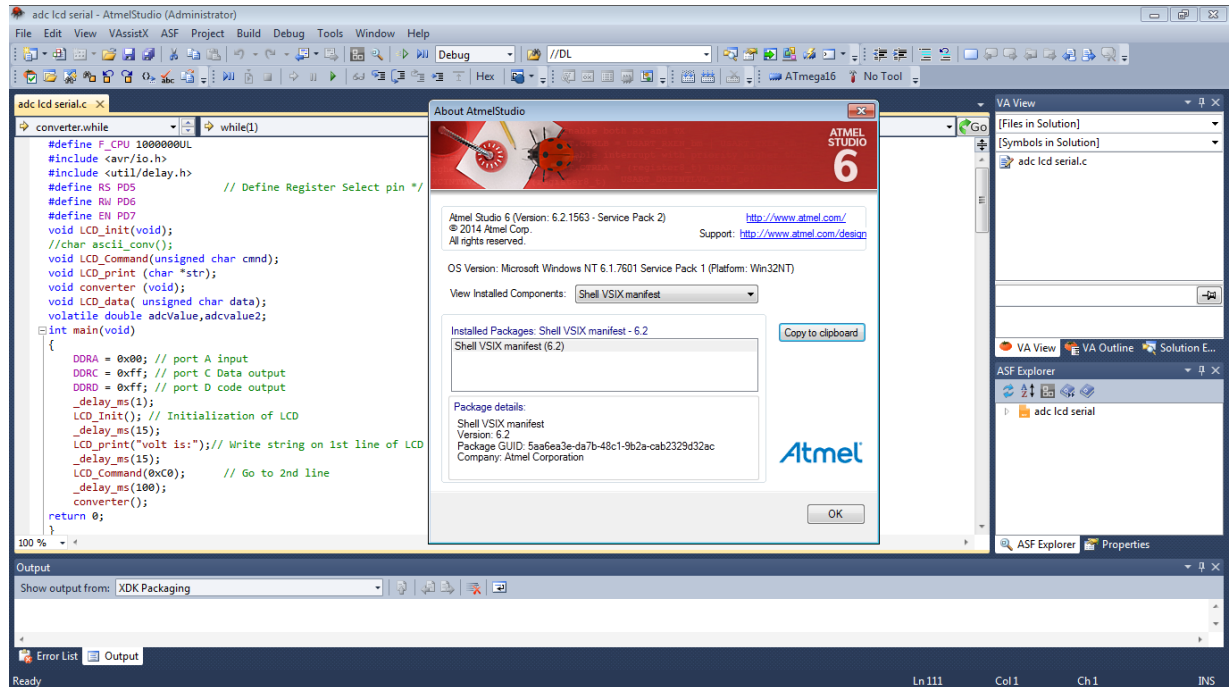 adc lcd serial - AtmelStudio (Administrator)
File Edit View VAssistX ASF Project Build Debug Tools Window Help
Debug //DL
Hex ATmega16 No Tool
adc lcd serial.c
converter.while while(1) Go
#define F_CPU 1000000UL
#include <avr/io.h>
#include <util/delay.h>
#define RS PD5 // Define Register Select pin */
#define RW PD6
#define EN PD7
void LCD_init(void);
//char ascii_conv();
void LCD_Command(unsigned char cmnd);
void LCD_print (char *str);
void converter (void);
void LCD_data( unsigned char data);
volatile double adcValue,adcvalue2;
int main(void)
{
DDRA = 0x00; // port A input
DDRC = 0xff; // port C Data output
DDRD = 0xff; // port D code output
_delay_ms(1);
LCD_Init(); // Initialization of LCD
_delay_ms(15);
LCD_print("volt is:");// Write string on 1st line of LCD
_delay_ms(15);
LCD_Command(0xC0); // Go to 2nd line
_delay_ms(100);
converter();
return 0;
}
100 %
About AtmelStudio
ATMEL
STUDIO
6
Atmel Studio 6 (Version: 6.2.1563 - Service Pack 2) http://www.atmel.com/
© 2014 Atmel Corp.
Support: http://www.atmel.com/design
All rights reserved.
OS Version: Microsoft Windows NT 6.1.7601 Service Pack 1 (Platform: Win32NT)
View Installed Components: Shell VSIX manifest
Installed Packages: Shell VSIX manifest - 6.2
Shell VSIX manifest (6.2)
Copy to clipboard
Package details:
Shell VSIX manifest
Version: 6.2
Package GUID: 5aa6ea3e-da7b-48c1-9b2a-cab2329d32ac
Company: Atmel Corporation
Atmel
OK
VA View
[Files in Solution]
[Symbols in Solution]
adc lcd serial.c
VA View VA Outline Solution E...
ASF Explorer
adc lcd serial
ASF Explorer Properties
Output
Show output from: XDK Packaging
Error List Output
Ready Ln 111 Col 1 Ch 1 INS